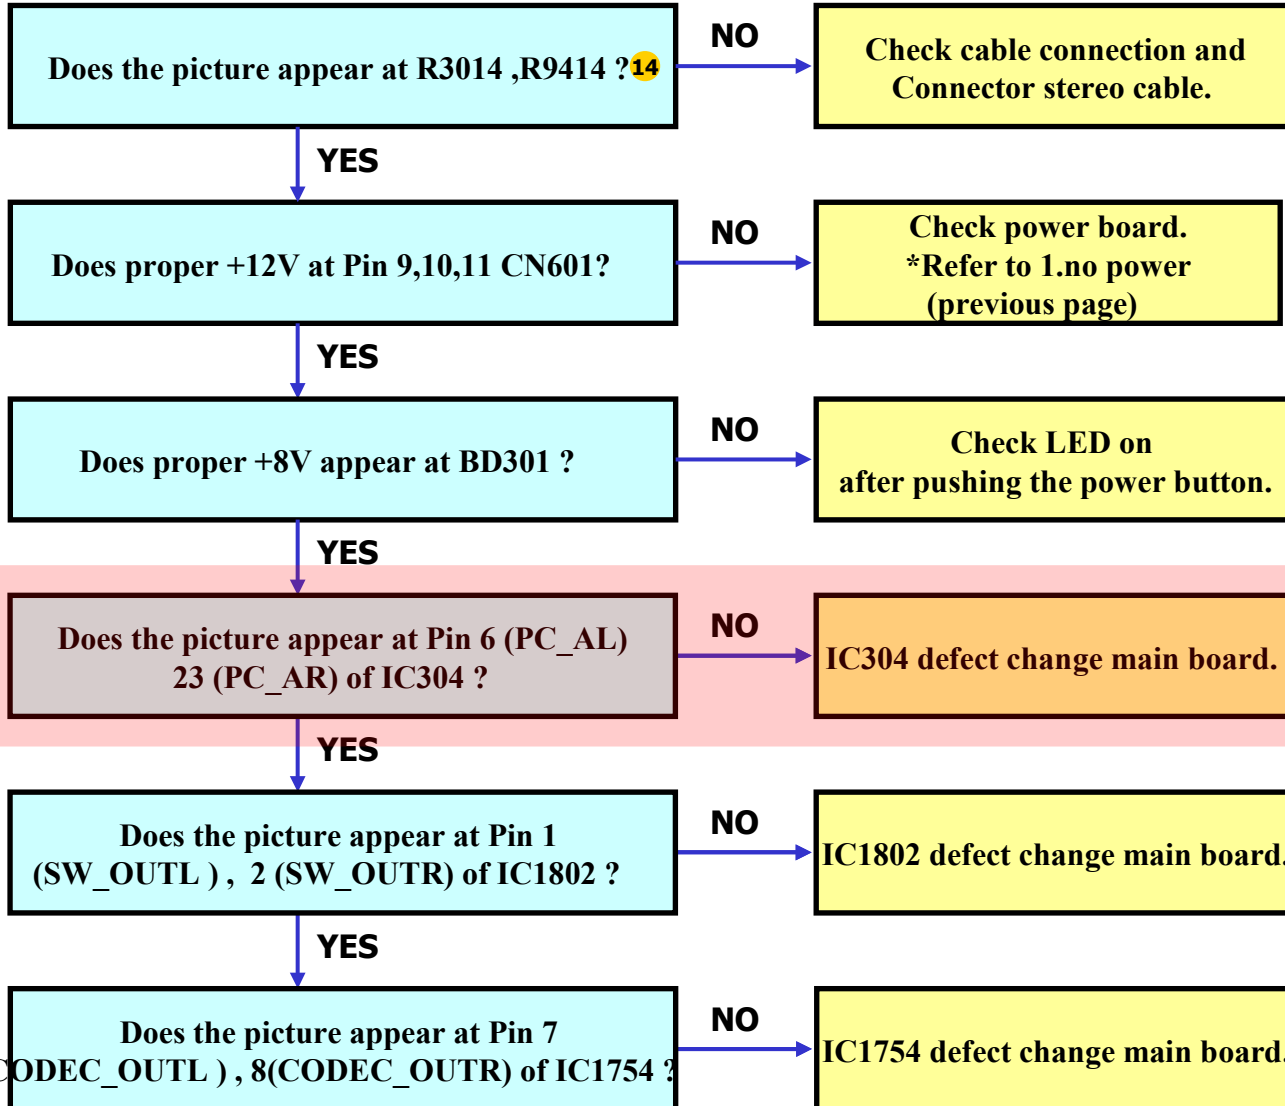 Does the picture appear at R3014 ,R9414 ?14
NO
Check cable connection and
Connector stereo cable.
YES
Does proper +12V at Pin 9,10,11 CN601?
NO
Check power board.
*Refer to 1.no power
(previous page)
YES
Does proper +8V appear at BD301 ?
NO
Check LED on
after pushing the power button.
YES
Does the picture appear at Pin 6 (PC_AL)
23 (PC_AR) of IC304 ?
NO
IC304 defect change main board.
YES
Does the picture appear at Pin 1
(SW_OUTL ) , 2 (SW_OUTR) of IC1802 ?
NO
IC1802 defect change main board.
YES
Does the picture appear at Pin 7
CODEC_OUTL ) , 8(CODEC_OUTR) of IC1754 ?
NO
IC1754 defect change main board.